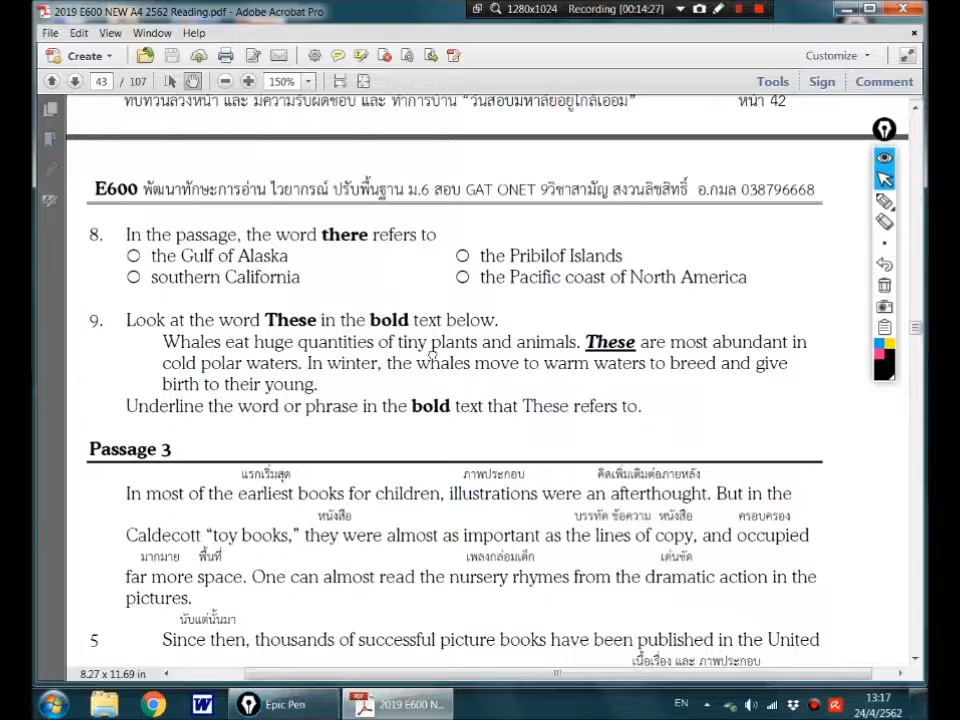 2019 E600 NEW A4 2562 Reading.pdf - Adobe Acrobat Pro
1280x1024 Recording [00:14:27]
File Edit View Window Help
Create Customize
43 / 107 150% Tools Sign Comment
ทบทวนล่วงหน้า และ มีความรับผิดชอบ และ ทำการบ้าน “วันสอบมหาลัยอยู่ใกล้เอื้อม” หน้า 42
E600 พัฒนาทักษะการอ่าน ไวยากรณ์ ปรับพื้นฐาน ม.6 สอบ GAT ONET 9วิชาสามัญ สงวนลิขสิทธิ์ อ.กมล 038796668
8. In the passage, the word there refers to
the Gulf of Alaska the Pribilof Islands
southern California the Pacific coast of North America
9. Look at the word These in the bold text below.
Whales eat huge quantities of tiny plants and animals. These are most abundant in
cold polar waters. In winter, the whales move to warm waters to breed and give
birth to their young.
Underline the word or phrase in the bold text that These refers to.
Passage 3
แรกเริ่มสุด ภาพประกอบ คิดเพิ่มเติมต่อภายหลัง
In most of the earliest books for children, illustrations were an afterthought. But in the
หนังสือ บรรทัด ข้อความ หนังสือ ครอบครอง
Caldecott “toy books,” they were almost as important as the lines of copy, and occupied
มากมาย พื้นที่ เพลงกล่อมเด็ก เด่นชัด
far more space. One can almost read the nursery rhymes from the dramatic action in the
pictures.
นับแต่นั้นมา
5 Since then, thousands of successful picture books have been published in the United
เนื้อเรื่อง และ ภาพประกอบ
8.27 x 11.69 in
Epic Pen 2019 E600 N... EN 13:17
24/4/2562